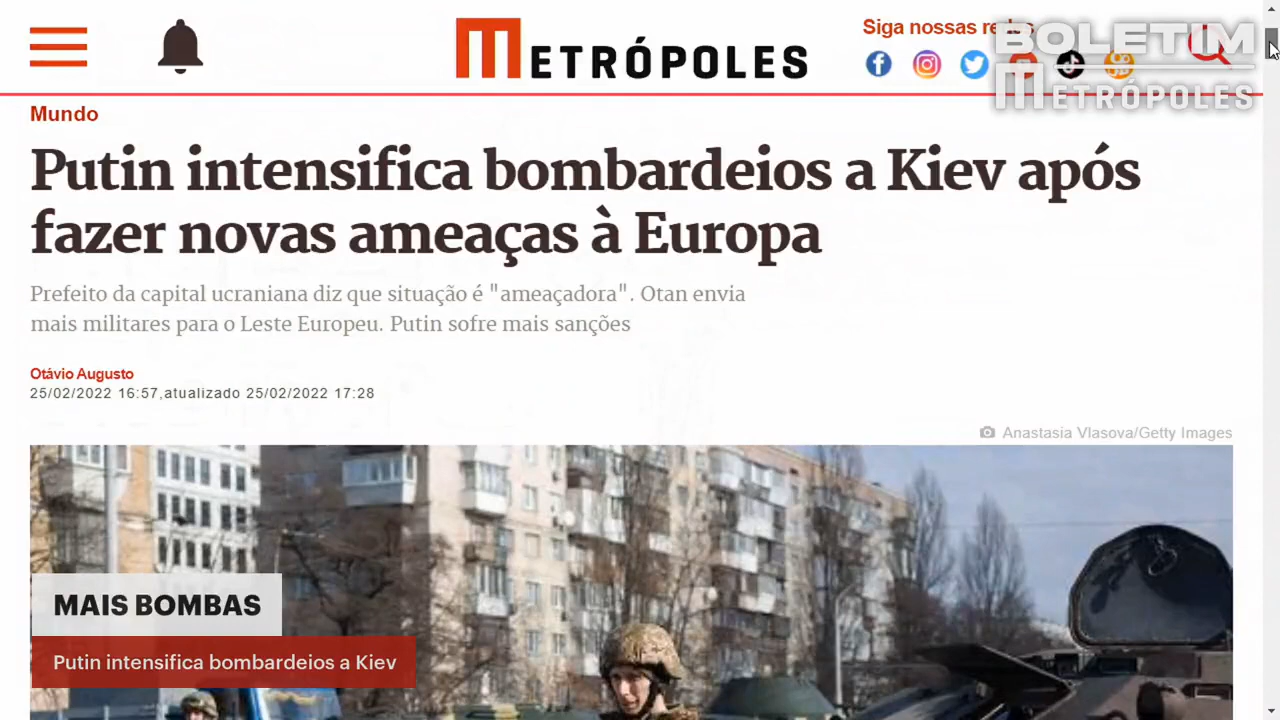 METRÓPOLES
Siga nossas redes
BOLETIM
METRÓPOLES
Mundo
Putin intensifica bombardeios a Kiev após
fazer novas ameaças à Europa
Prefeito da capital ucraniana diz que situação é "ameaçadora". Otan envia
mais militares para o Leste Europeu. Putin sofre mais sanções
Otávio Augusto
25/02/2022 16:57,atualizado 25/02/2022 17:28
Anastasia Vlasova/Getty Images
MAIS BOMBAS
Putin intensifica bombardeios a Kiev